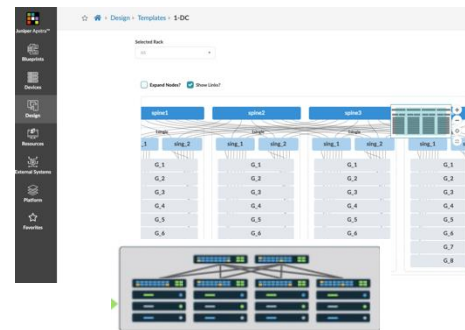 Juniper Apstra™
☆ › Design › Templates › 1-DC
Blueprints
Devices
Design
Resources
External Systems
Platform
Favorites
Selected Rack
All
Expand Nodes? Show Links?
spine1 spine2 spine3
_1 sing_2 sing_1 sing_2 sing_1 sing_2 sing_1 sing_2
G_1 G_1 G_1 G_1
G_2 G_2 G_2 G_2
G_3 G_3 G_3 G_3
G_4 G_4 G_4 G_4
G_5 G_5 G_5 G_5
G_6 G_6 G_6 G_6
G_7
G_8